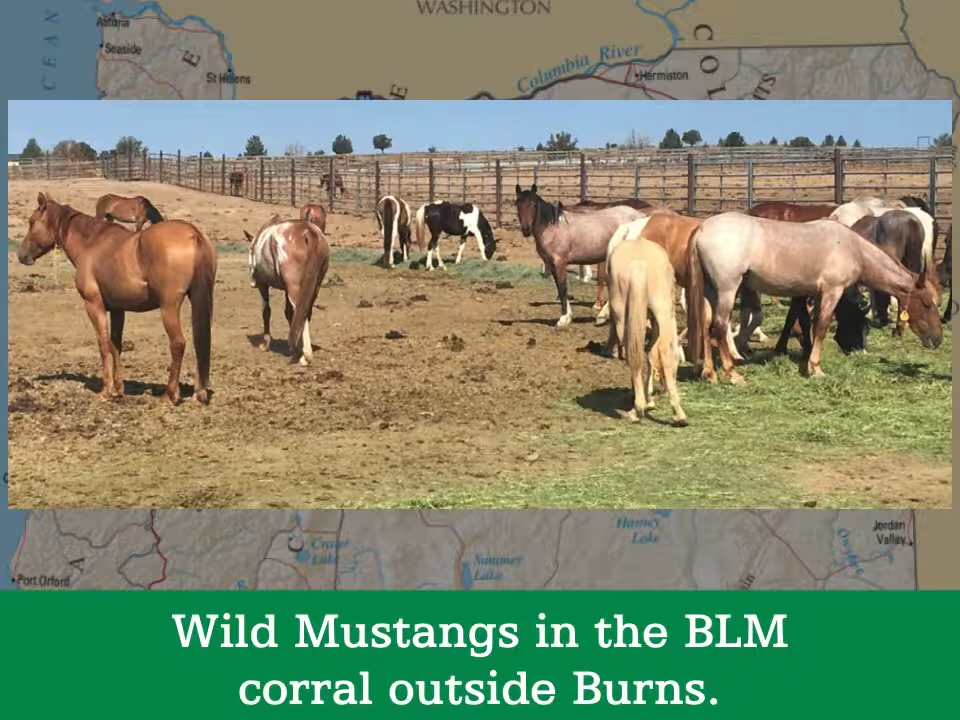 WASHINGTON
OCEAN
Astoria
Seaside
St Helens
Columbia River
Hermiston
Crater
Lake
Summer
Lake
Harney
Lake
Jordan
Valley
Port Orford
Wild Mustangs in the BLM
corral outside Burns.